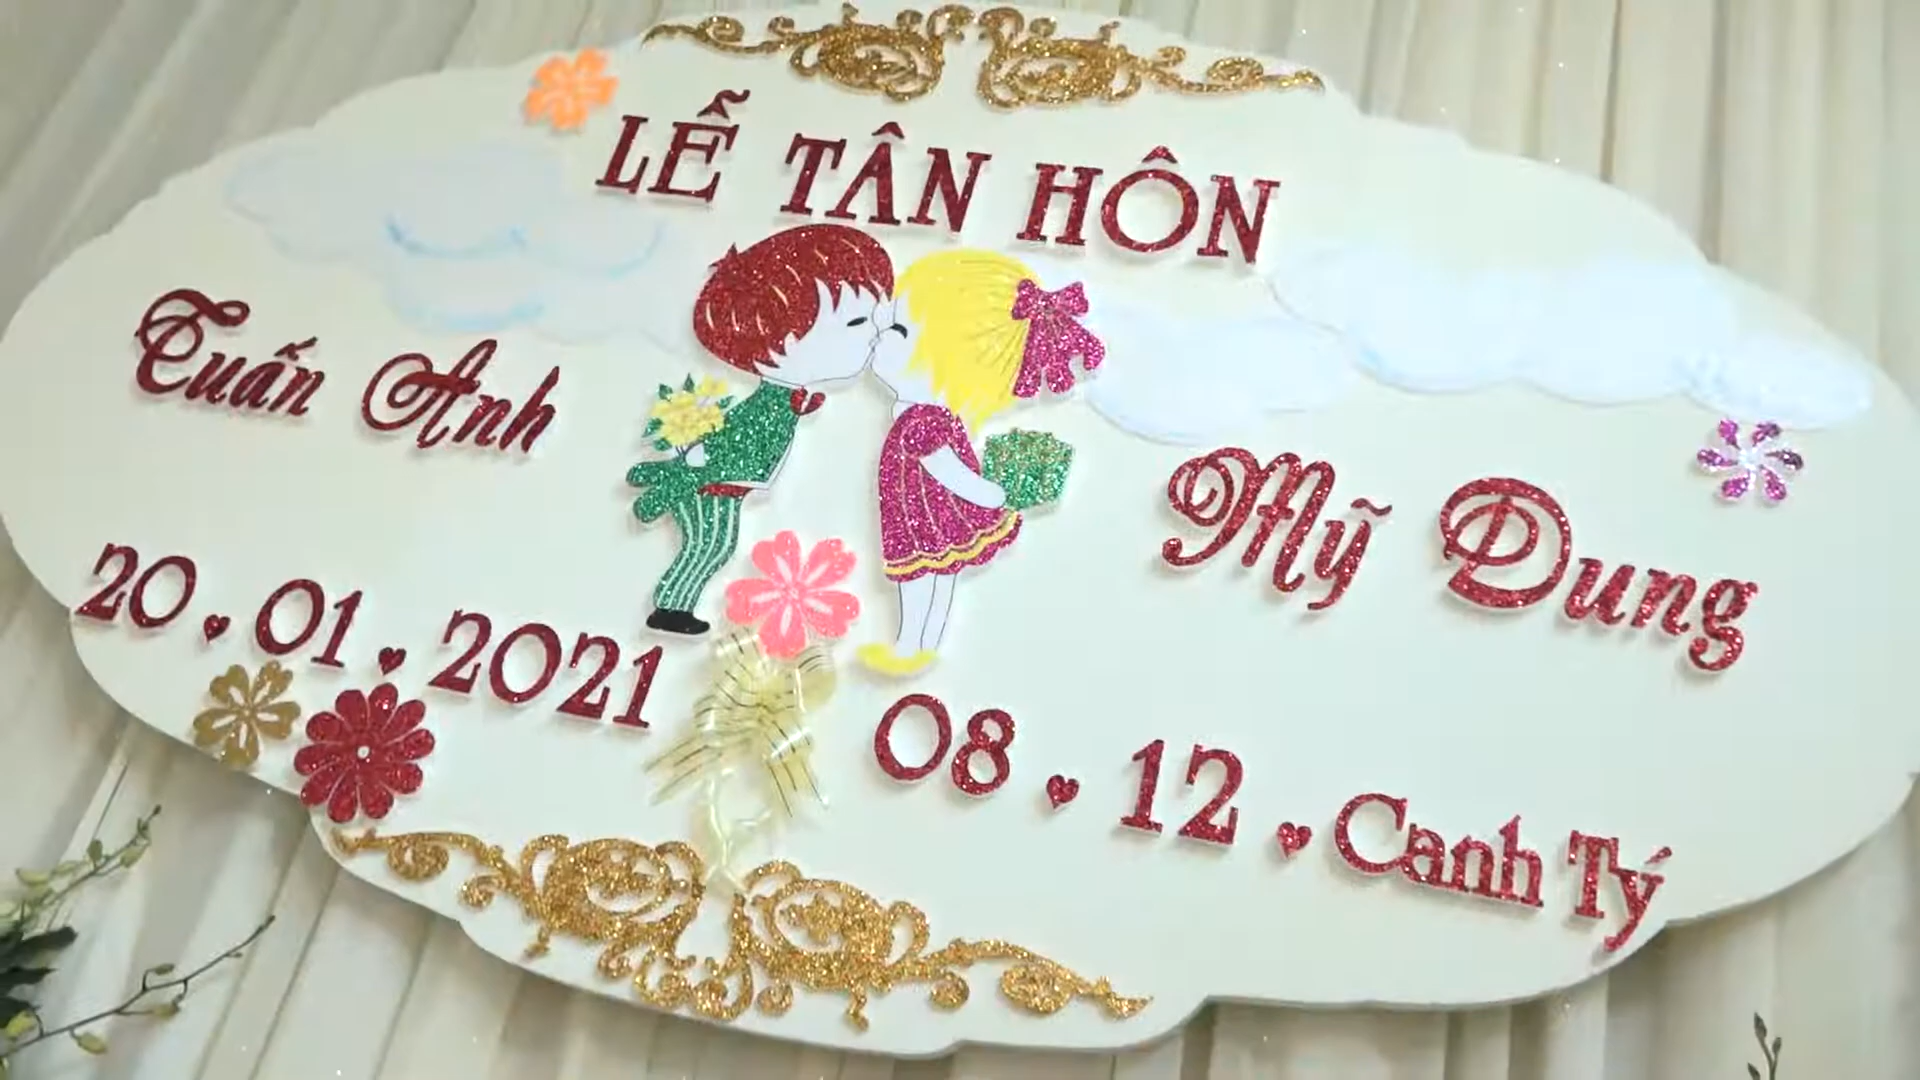 LỄ TÂN HÔN
Tuấn Anh
Mỹ Dung
20.01.2021
08.12.Canh Tý